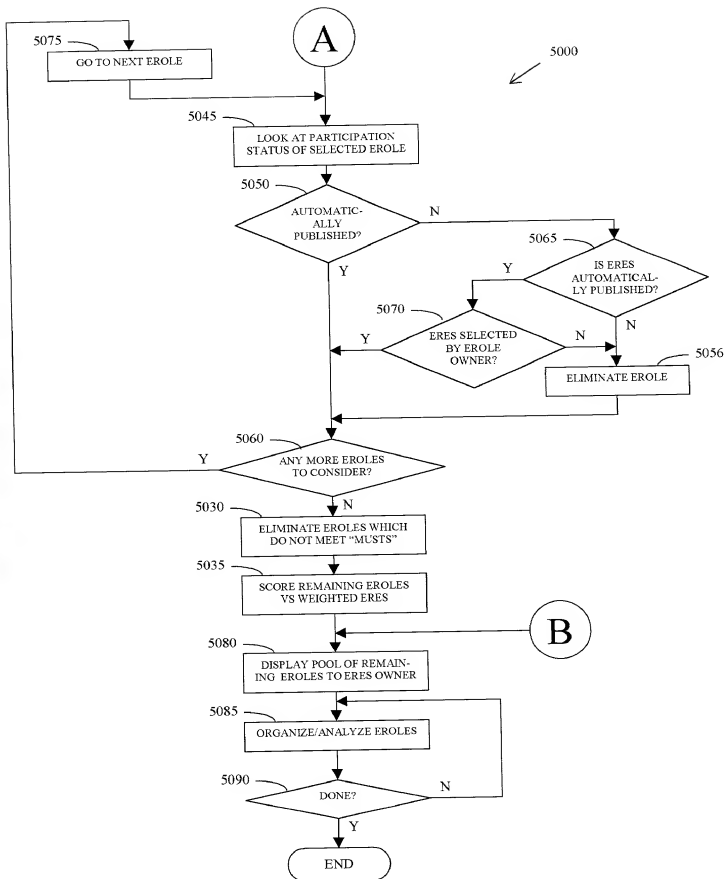 A
5000
5075
GO TO NEXT EROLE
5045
LOOK AT PARTICIPATION
STATUS OF SELECTED EROLE
5050
AUTOMATIC-
ALLY
PUBLISHED?
N
Y
5065
IS ERES
AUTOMATICAL-
LY PUBLISHED?
Y
N
5070
ERES SELECTED
BY EROLE
OWNER?
Y
N
5056
ELIMINATE EROLE
5060
ANY MORE EROLES
TO CONSIDER?
Y
N
5030
ELIMINATE EROLES WHICH
DO NOT MEET “MUSTS”
5035
SCORE REMAINING EROLES
VS WEIGHTED ERES
B
5080
DISPLAY POOL OF REMAIN-
ING EROLES TO ERES OWNER
5085
ORGANIZE/ANALYZE EROLES
5090
DONE?
N
Y
END